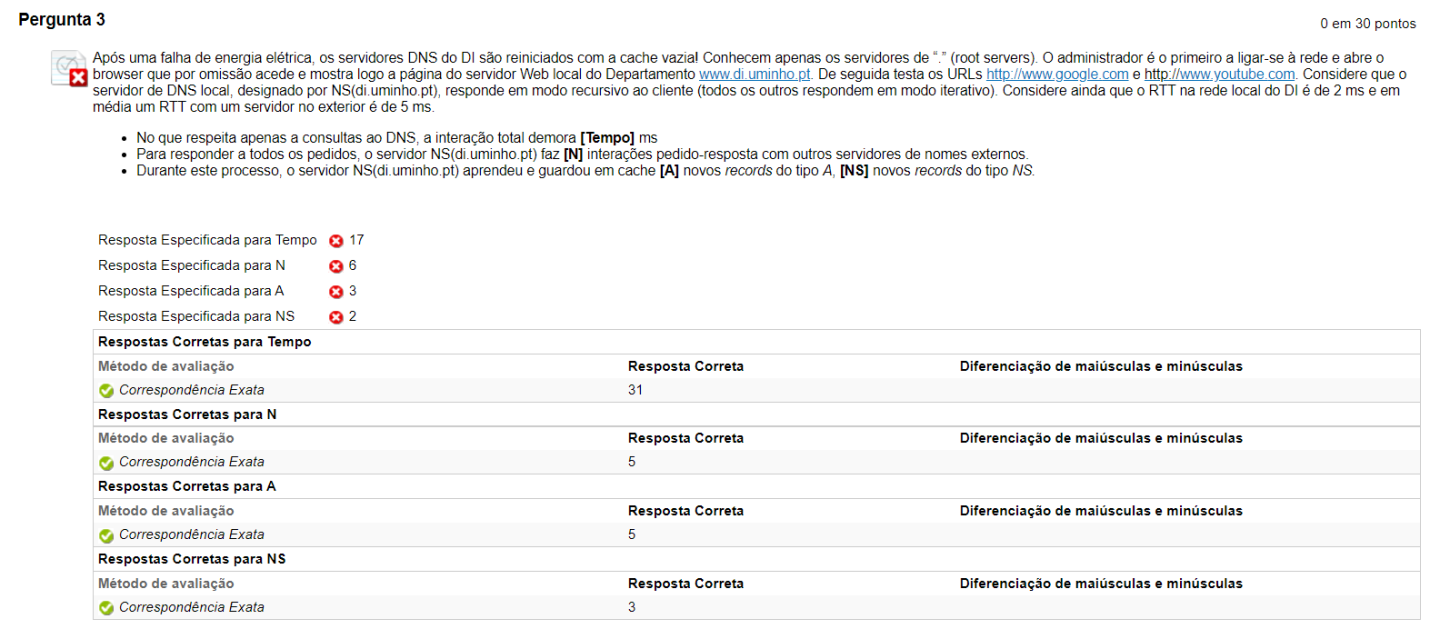 Pergunta 3
0 em 30 pontos
Após uma falha de energia elétrica, os servidores DNS do DI são reiniciados com a cache vazia! Conhecem apenas os servidores de “.” (root servers). O administrador é o primeiro a ligar-se à rede e abre o
browser que por omissão acede e mostra logo a página do servidor Web local do Departamento www.di.uminho.pt. De seguida testa os URLs http://www.google.com e http://www.youtube.com. Considere que o
servidor de DNS local, designado por NS(di.uminho.pt), responde em modo recursivo ao cliente (todos os outros respondem em modo iterativo). Considere ainda que o RTT na rede local do DI é de 2 ms e em
média um RTT com um servidor no exterior é de 5 ms.
• No que respeita apenas a consultas ao DNS, a interação total demora [Tempo] ms
• Para responder a todos os pedidos, o servidor NS(di.uminho.pt) faz [N] interações pedido-resposta com outros servidores de nomes externos.
• Durante este processo, o servidor NS(di.uminho.pt) aprendeu e guardou em cache [A] novos records do tipo A, [NS] novos records do tipo NS.
Resposta Especificada para Tempo 17
Resposta Especificada para N 6
Resposta Especificada para A 3
Resposta Especificada para NS 2
Respostas Corretas para Tempo
Método de avaliação Resposta Correta Diferenciação de maiúsculas e minúsculas
Correspondência Exata 31
Respostas Corretas para N
Método de avaliação Resposta Correta Diferenciação de maiúsculas e minúsculas
Correspondência Exata 5
Respostas Corretas para A
Método de avaliação Resposta Correta Diferenciação de maiúsculas e minúsculas
Correspondência Exata 5
Respostas Corretas para NS
Método de avaliação Resposta Correta Diferenciação de maiúsculas e minúsculas
Correspondência Exata 3